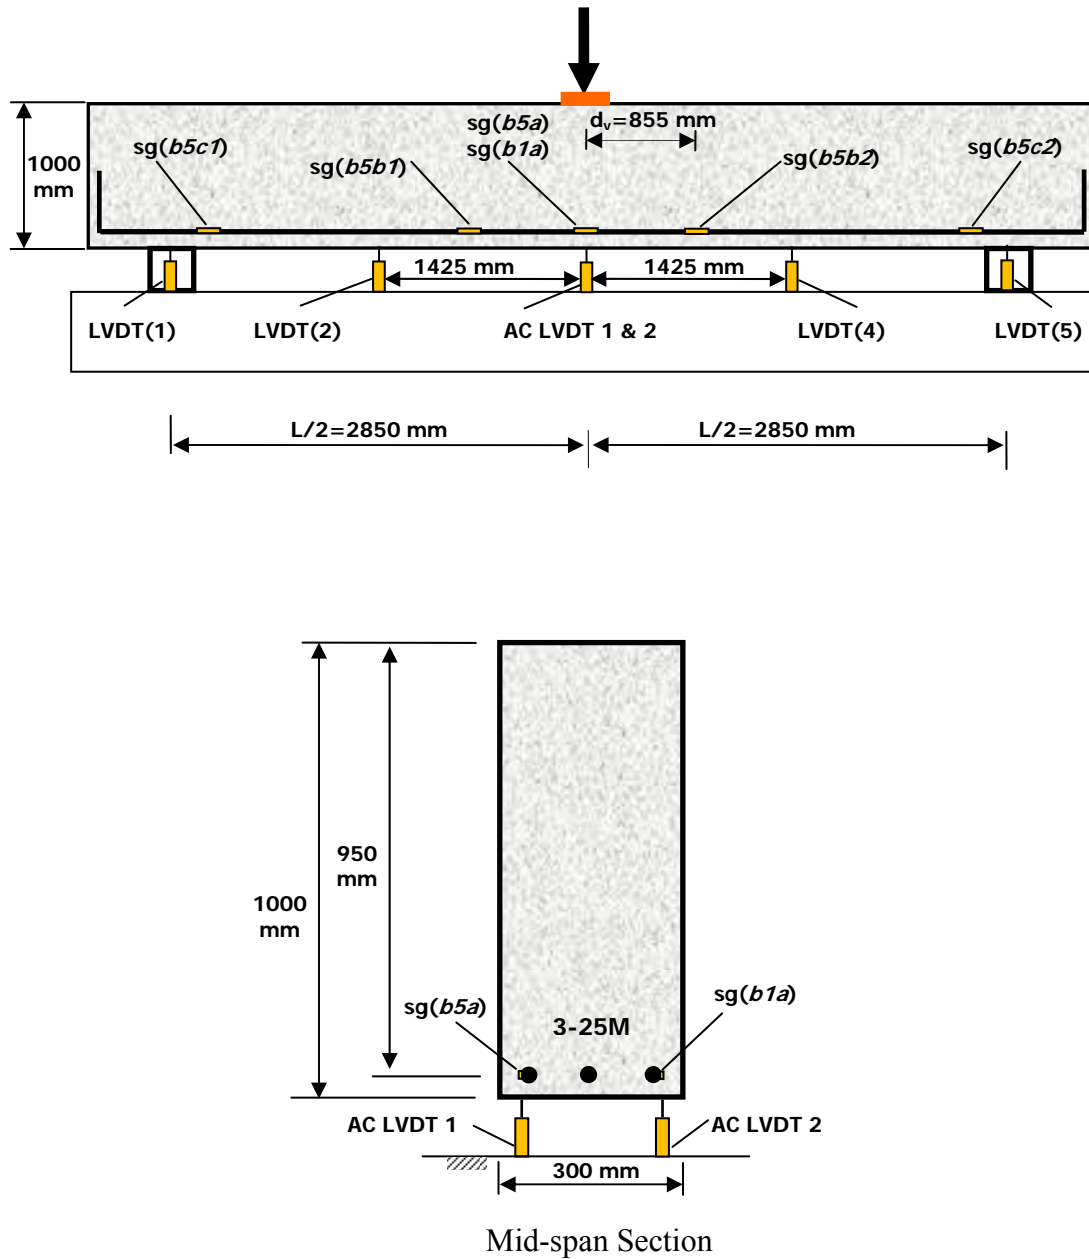 sg(b5a)
sg(b1a)
dv=855 mm
sg(b5c1)
sg(b5b1)
sg(b5b2)
sg(b5c2)
1000
mm
1425 mm
1425 mm
LVDT(1)
LVDT(2)
AC LVDT 1 & 2
LVDT(4)
LVDT(5)
L/2=2850 mm
L/2=2850 mm
950
mm
1000
mm
sg(b5a)
sg(b1a)
3-25M
AC LVDT 1
AC LVDT 2
300 mm
Mid-span Section